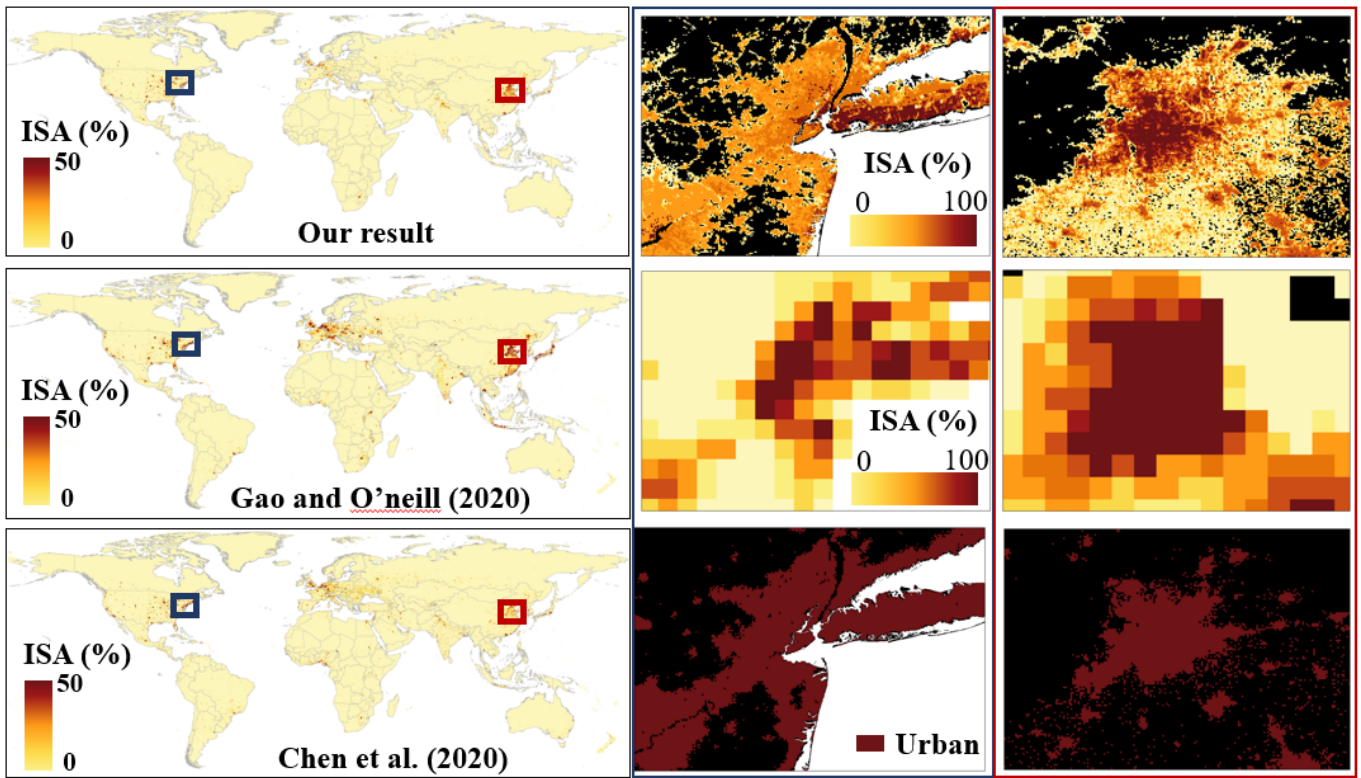 ISA (%)
50
0
Our result
ISA (%)
0 100
ISA (%)
50
0
Gao and O’neill (2020)
ISA (%)
0 100
ISA (%)
50
0
Chen et al. (2020)
Urban